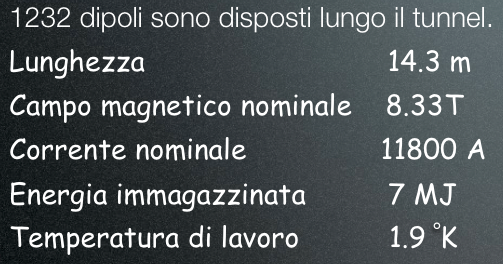 1232 dipoli sono disposti lungo il tunnel.
Lunghezza 14.3 m
Campo magnetico nominale 8.33T
Corrente nominale 11800 A
Energia immagazzinata 7 MJ
Temperatura di lavoro 1.9 °K